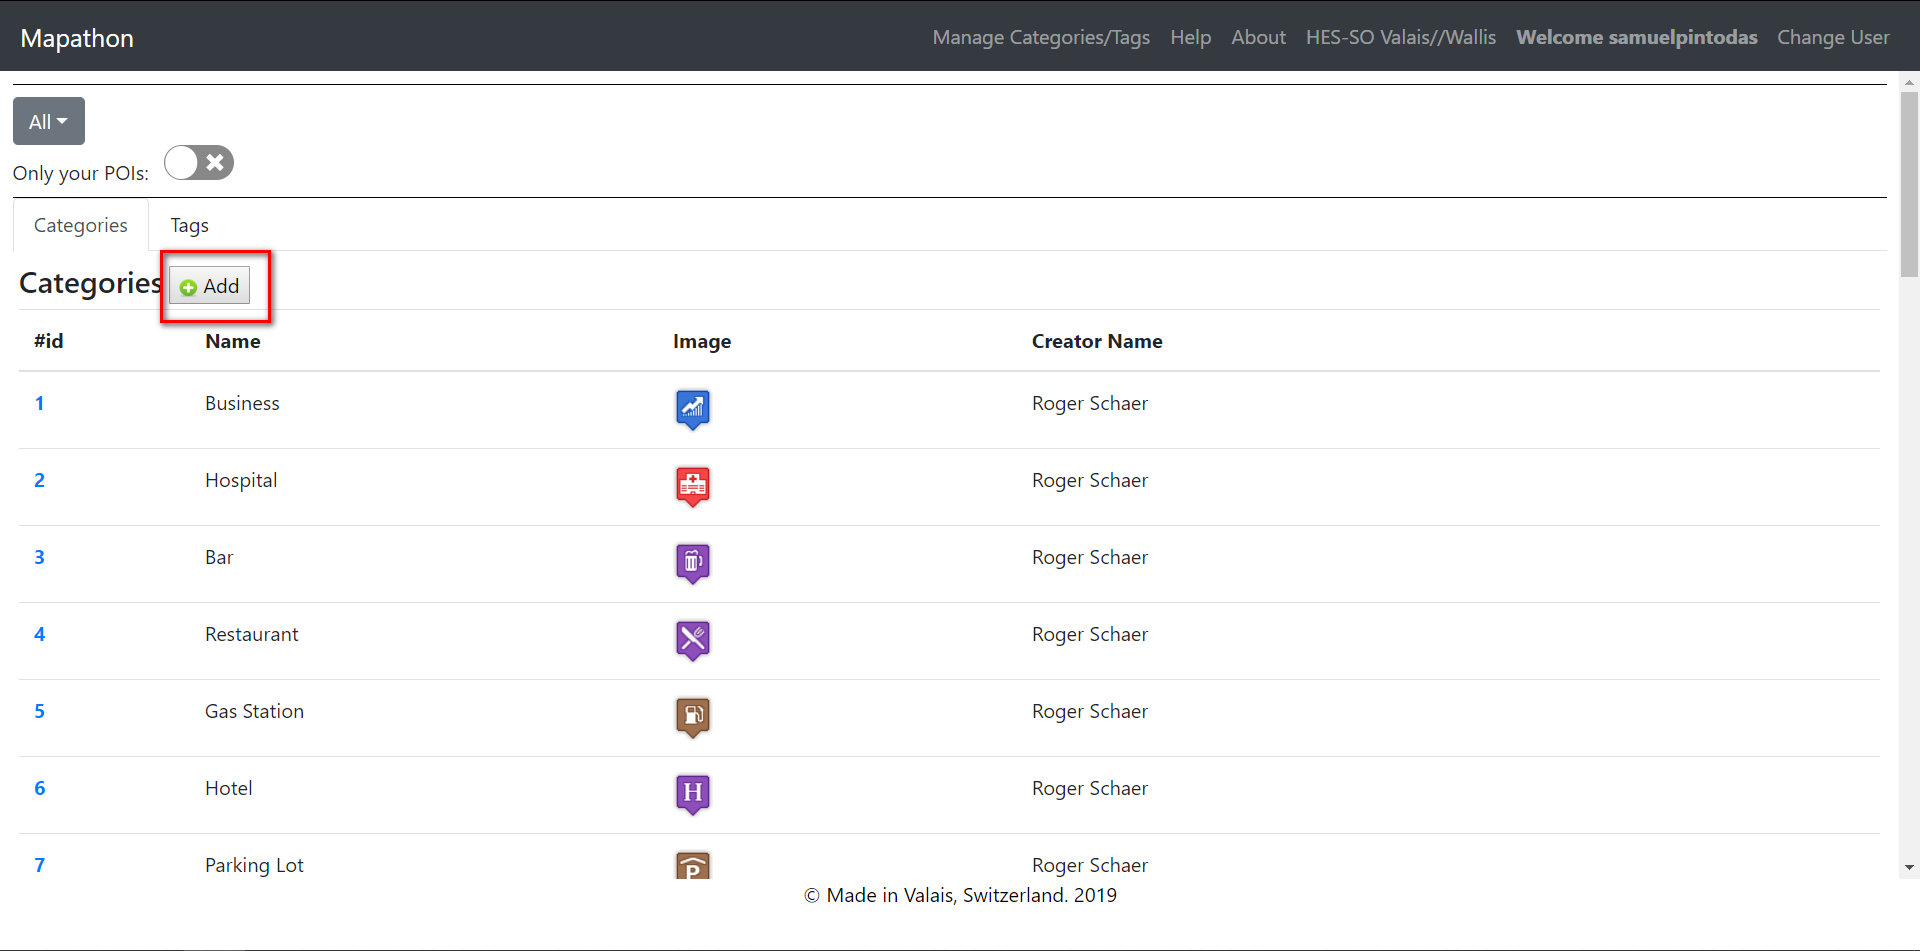 Mapathon Manage Categories/Tags Help About HES-SO Valais//Wallis Welcome samuelpintodas Change User
All
Only your POIs:
Categories Tags
Categories Add
#id Name Image Creator Name
1 Business Roger Schaer
2 Hospital Roger Schaer
3 Bar Roger Schaer
4 Restaurant Roger Schaer
5 Gas Station Roger Schaer
6 Hotel H Roger Schaer
7 Parking Lot P Roger Schaer
© Made in Valais, Switzerland. 2019